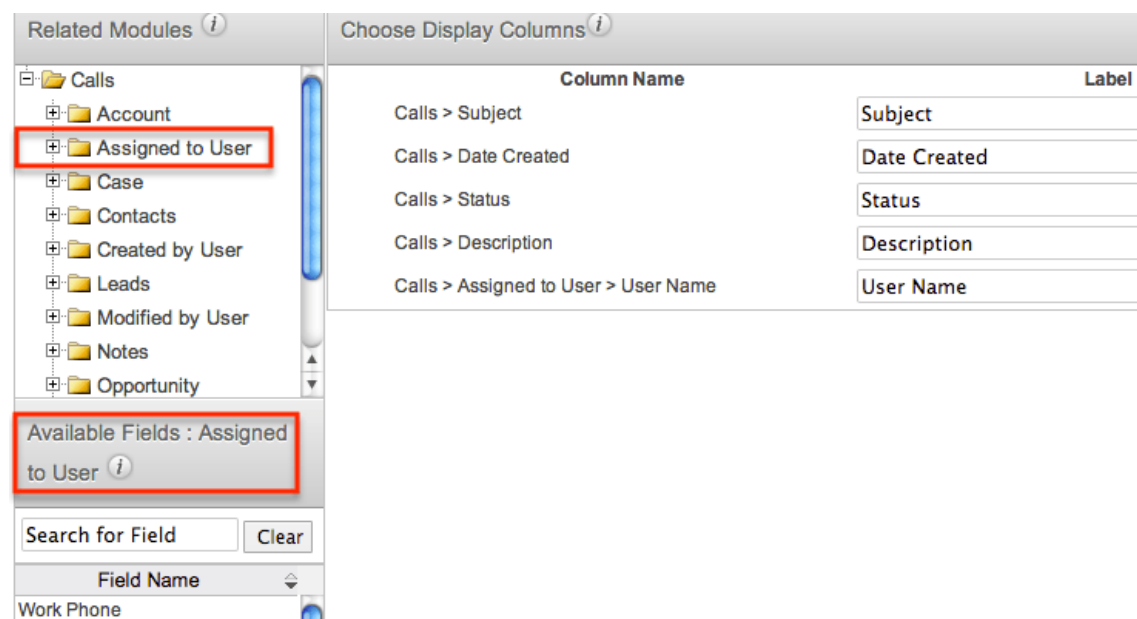 Related Modules i
Choose Display Columns i
Calls
Account
Assigned to User
Case
Contacts
Created by User
Leads
Modified by User
Notes
Opportunity
Available Fields : Assigned
to User i
Search for Field Clear
Field Name
Work Phone
Column Name Label
Calls > Subject Subject
Calls > Date Created Date Created
Calls > Status Status
Calls > Description Description
Calls > Assigned to User > User Name User Name